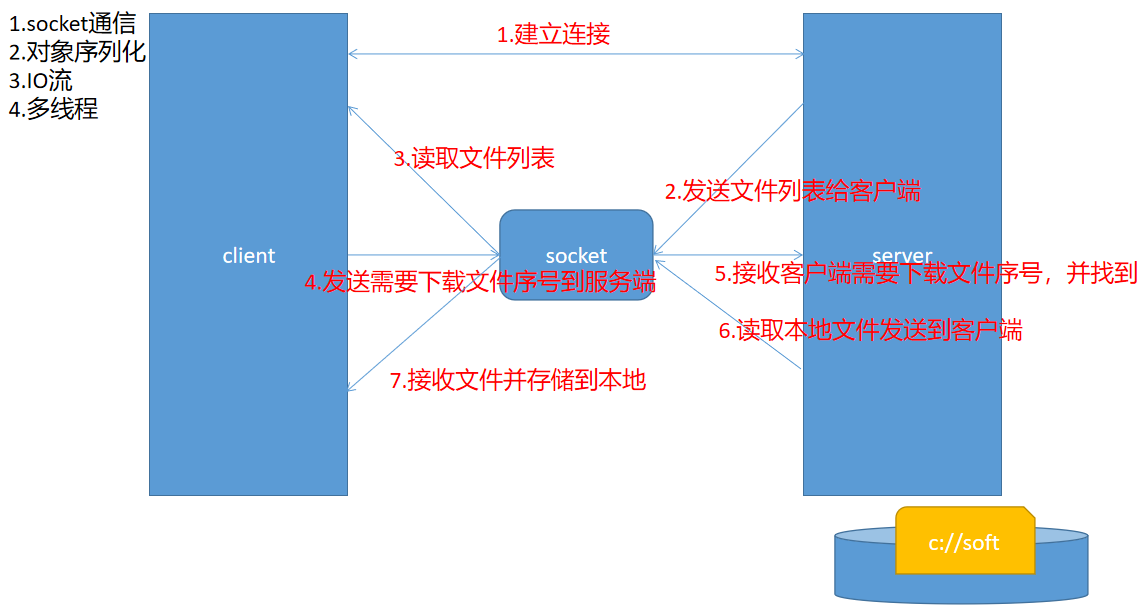 1.socket通信
2.对象序列化
3.IO流
4.多线程
1.建立连接
3.读取文件列表
2.发送文件列表给客户端
client
socket
server
4.发送需要下载文件序号到服务端
5.接收客户端需要下载文件序号，并找到
6.读取本地文件发送到客户端
7.接收文件并存储到本地
c://soft